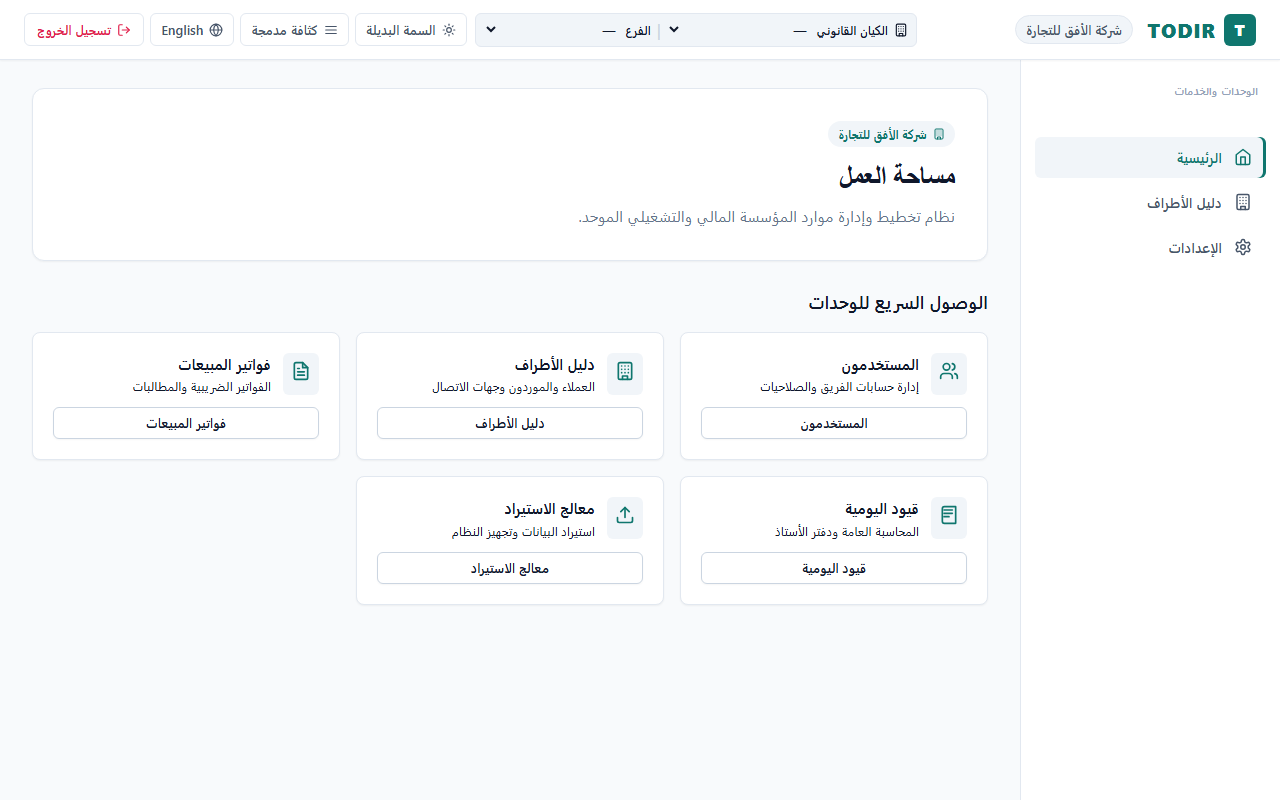 T TODIR
شركة الأفق للتجارة
الكيان القانوني —
الفرع —
السمة البديلة
كثافة مدمجة
English
تسجيل الخروج
الوحدات والخدمات
الرئيسية
دليل الأطراف
الإعدادات
شركة الأفق للتجارة
مساحة العمل
نظام تخطيط وإدارة موارد المؤسسة المالي والتشغيلي الموحد.
الوصول السريع للوحدات
المستخدمون
إدارة حسابات الفريق والصلاحيات
المستخدمون
دليل الأطراف
العملاء والموردون وجهات الاتصال
دليل الأطراف
فواتير المبيعات
الفواتير الضريبية والمطالبات
فواتير المبيعات
قيود اليومية
المحاسبة العامة ودفتر الأستاذ
قيود اليومية
معالج الاستيراد
استيراد البيانات وتجهيز النظام
معالج الاستيراد